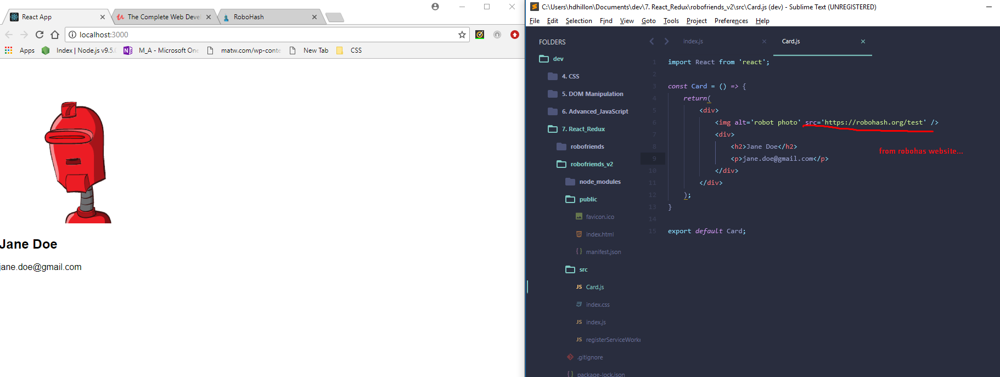 React App
The Complete Web Devel
RoboHash
localhost:3000
Apps
Index | Node.js v9.5.0
M_A - Microsoft One
matw.com/wp-conte
New Tab
CSS
7
Jane Doe
jane.doe@gmail.com
C:\Users\hdhillon\Documents\dev\7. React_Redux\robofriends_v2\src\Card.js (dev) - Sublime Text (UNREGISTERED)
File Edit Selection Find View Goto Tools Project Preferences Help
FOLDERS
dev
4. CSS
5. DOM Manipulation
6. Advanced_JavaScript
7. React_Redux
robofriends
robofriends_v2
node_modules
public
favicon.ico
index.html
manifest.json
src
JS Card.js
index.css
JS index.js
JS registerServiceWorke
.gitignore
package-lock.json
index.js
Card.js
1 import React from 'react';
2
3 const Card = () => {
4 return(
5 <div>
6 <img alt='robot photo' src='https://robohash.org/test' />
7 <div>
8 <h2>Jane Doe</h2>
9 <p>jane.doe@gmail.com</p>
10 </div>
11 </div>
12 );
13 }
14
15 export default Card;
from robohas website...